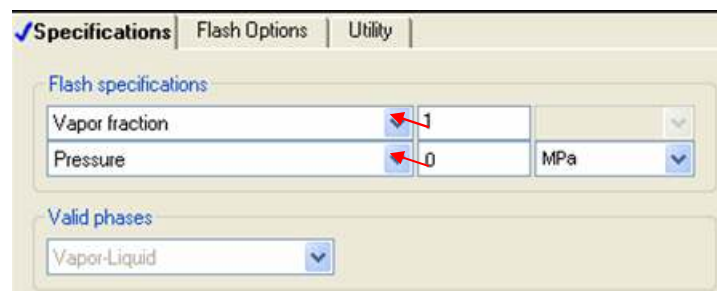 Specifications Flash Options Utility
Flash specifications
Vapor fraction 1
Pressure 0 MPa
Valid phases
Vapor-Liquid